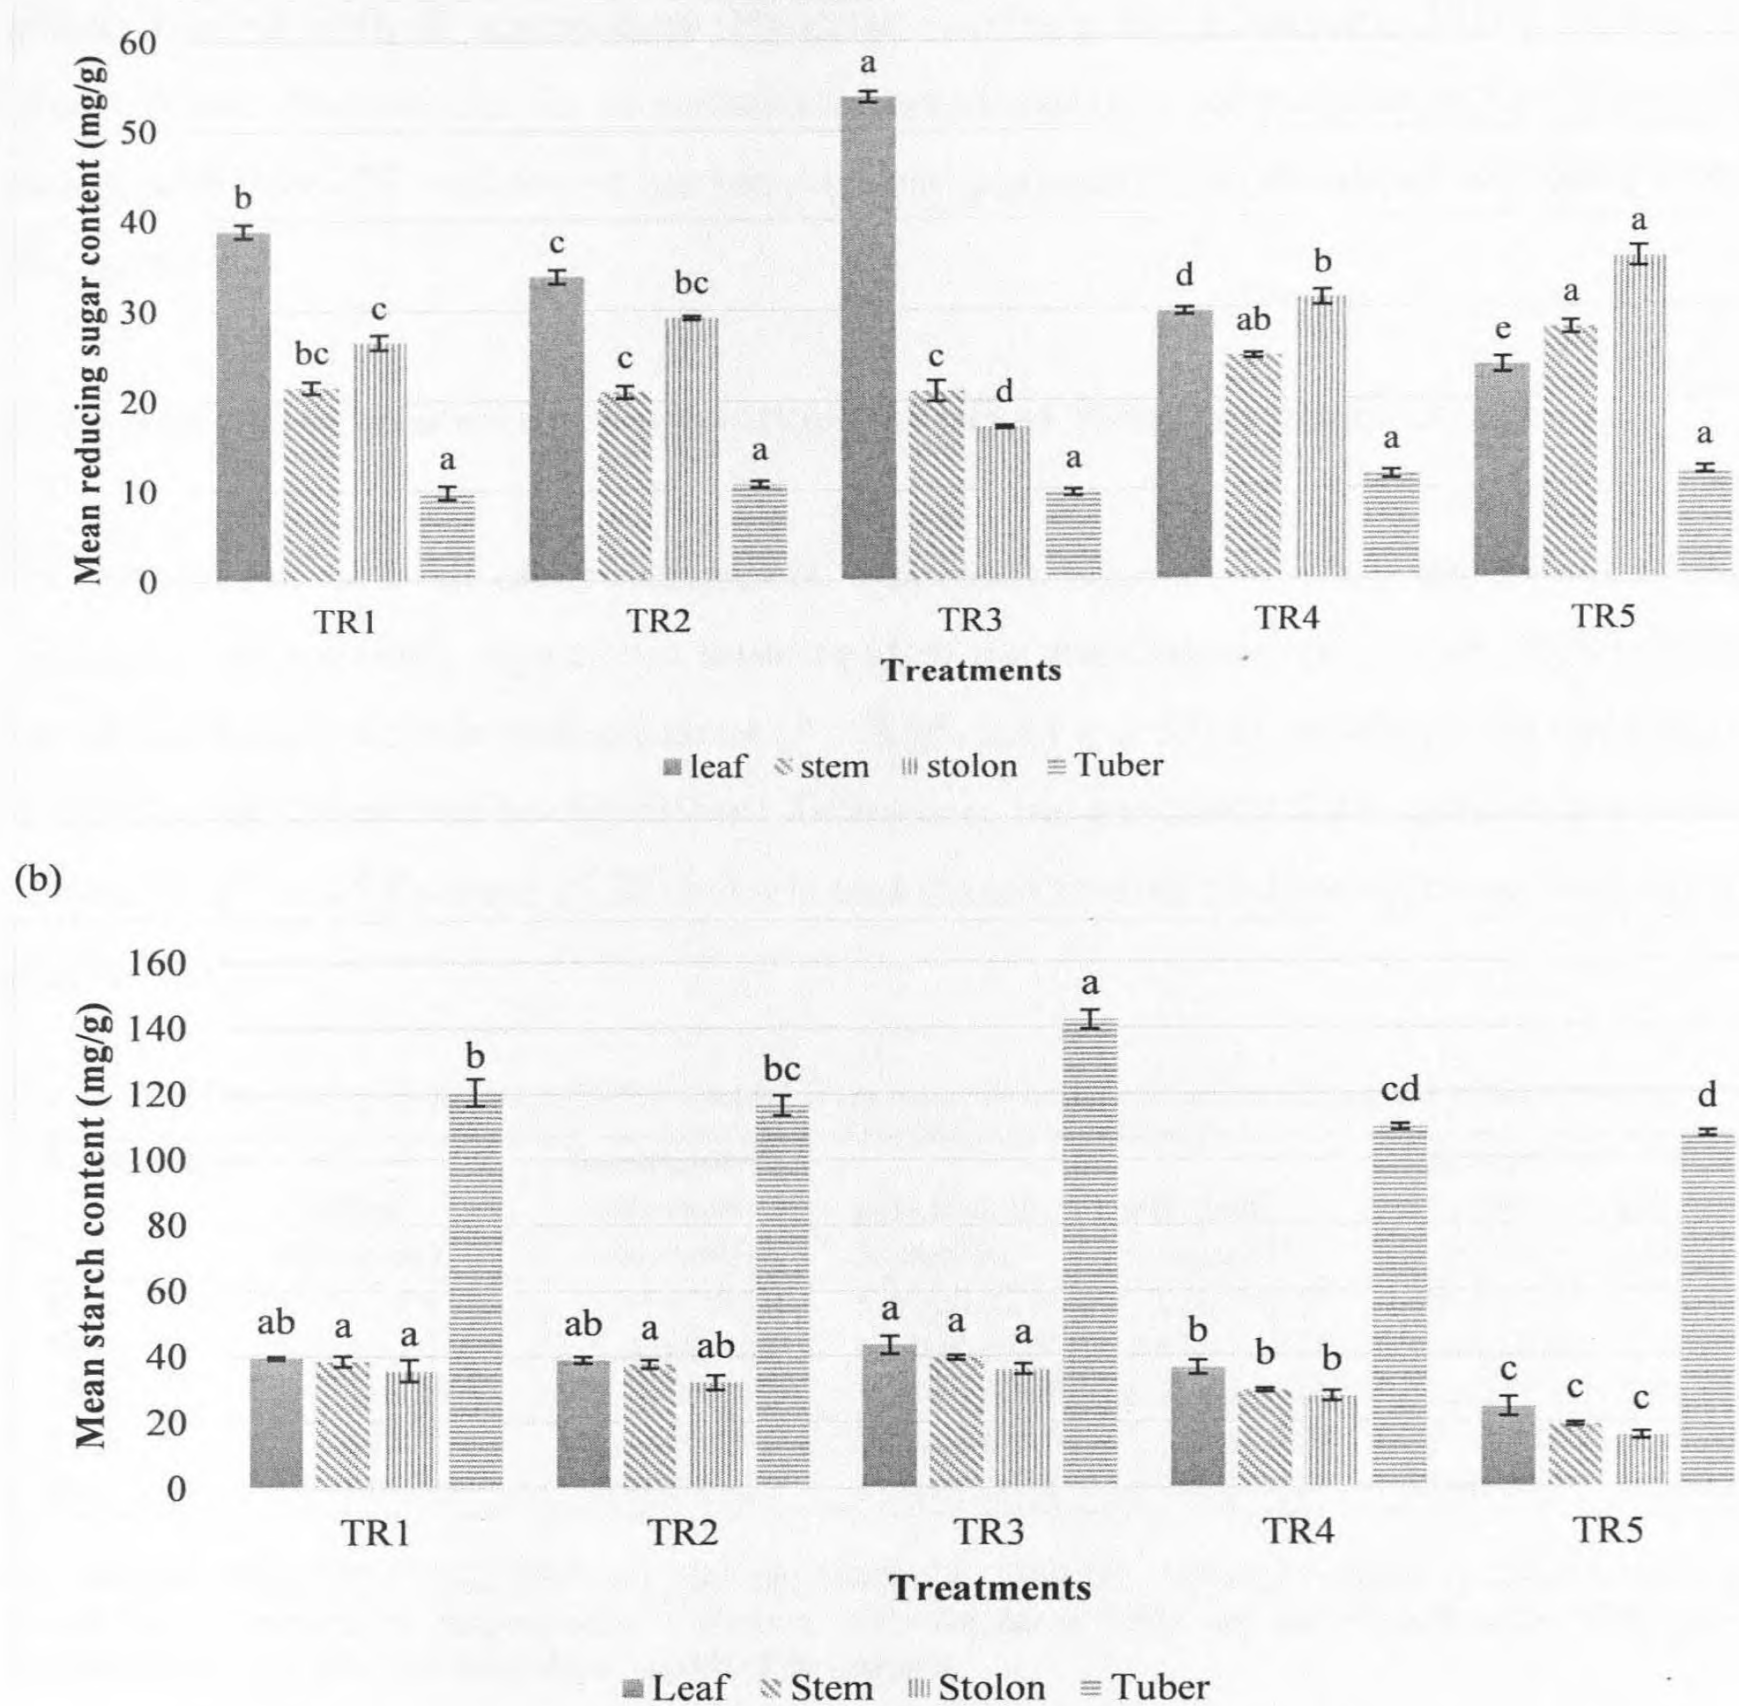 60
50
40
30
20
10
0
Mean reducing sugar content (mg/g)
b bc c a
c c bc a
a c d a
d ab b a
e a a a
TR1 TR2 TR3 TR4 TR5
Treatments
leaf stem stolon Tuber
(b)
160
140
120
100
80
60
40
20
0
Mean starch content (mg/g)
ab a a b
ab a ab bc
a a a a
b b b cd
c c c d
TR1 TR2 TR3 TR4 TR5
Treatments
Leaf Stem Stolon Tuber